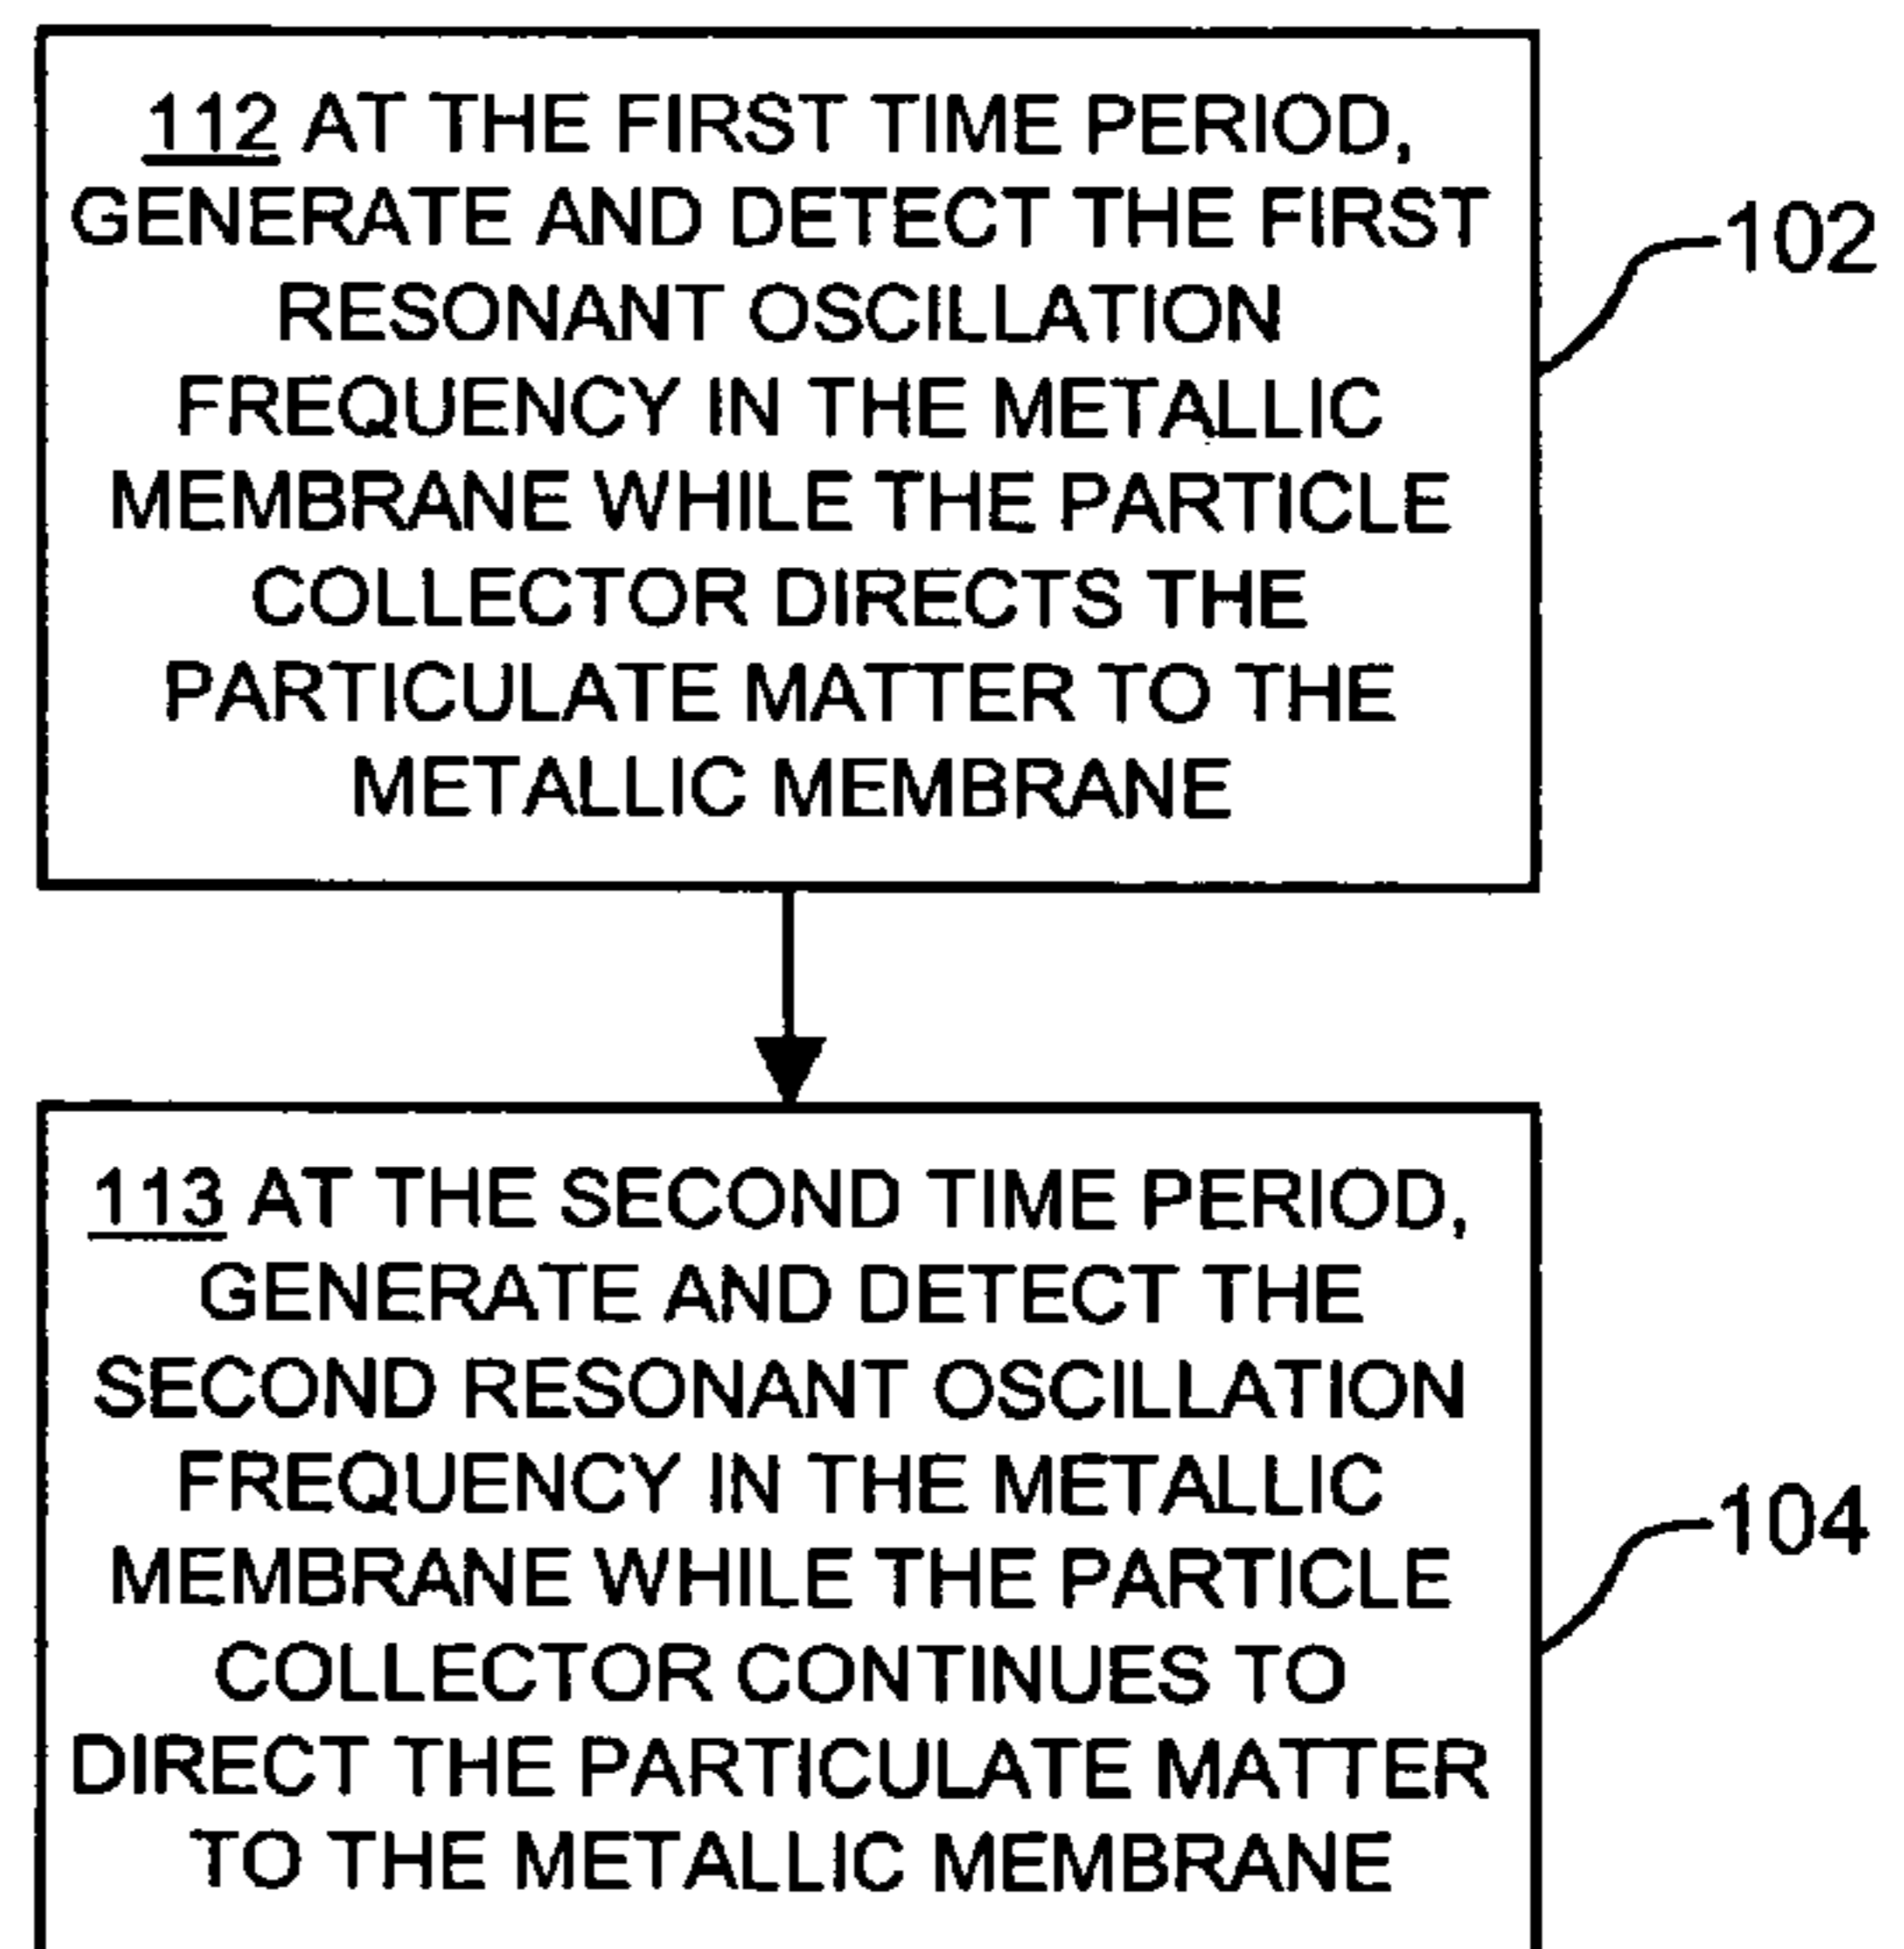 112 AT THE FIRST TIME PERIOD,
GENERATE AND DETECT THE FIRST
RESONANT OSCILLATION
FREQUENCY IN THE METALLIC
MEMBRANE WHILE THE PARTICLE
COLLECTOR DIRECTS THE
PARTICULATE MATTER TO THE
METALLIC MEMBRANE
102
113 AT THE SECOND TIME PERIOD,
GENERATE AND DETECT THE
SECOND RESONANT OSCILLATION
FREQUENCY IN THE METALLIC
MEMBRANE WHILE THE PARTICLE
COLLECTOR CONTINUES TO
DIRECT THE PARTICULATE MATTER
TO THE METALLIC MEMBRANE
104